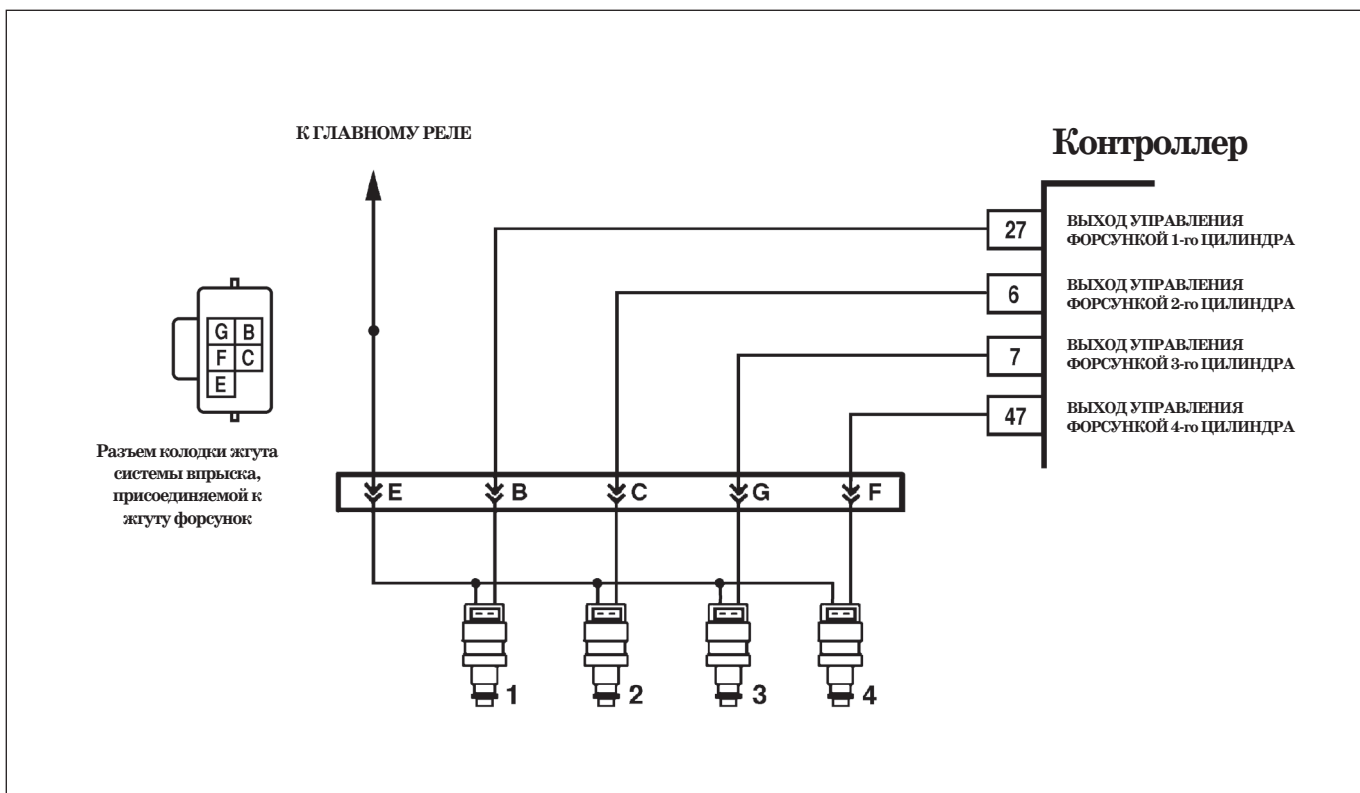 К ГЛАВНОМУ РЕЛЕ
Контроллер
27
ВЫХОД УПРАВЛЕНИЯ
ФОРСУНКОЙ 1-го ЦИЛИНДРА
6
ВЫХОД УПРАВЛЕНИЯ
ФОРСУНКОЙ 2-го ЦИЛИНДРА
7
ВЫХОД УПРАВЛЕНИЯ
ФОРСУНКОЙ 3-го ЦИЛИНДРА
47
ВЫХОД УПРАВЛЕНИЯ
ФОРСУНКОЙ 4-го ЦИЛИНДРА
G B
F C
E
Разъем колодки жгута
системы впрыска,
присоединяемой к
жгуту форсунок
E B C G F
1 2 3 4